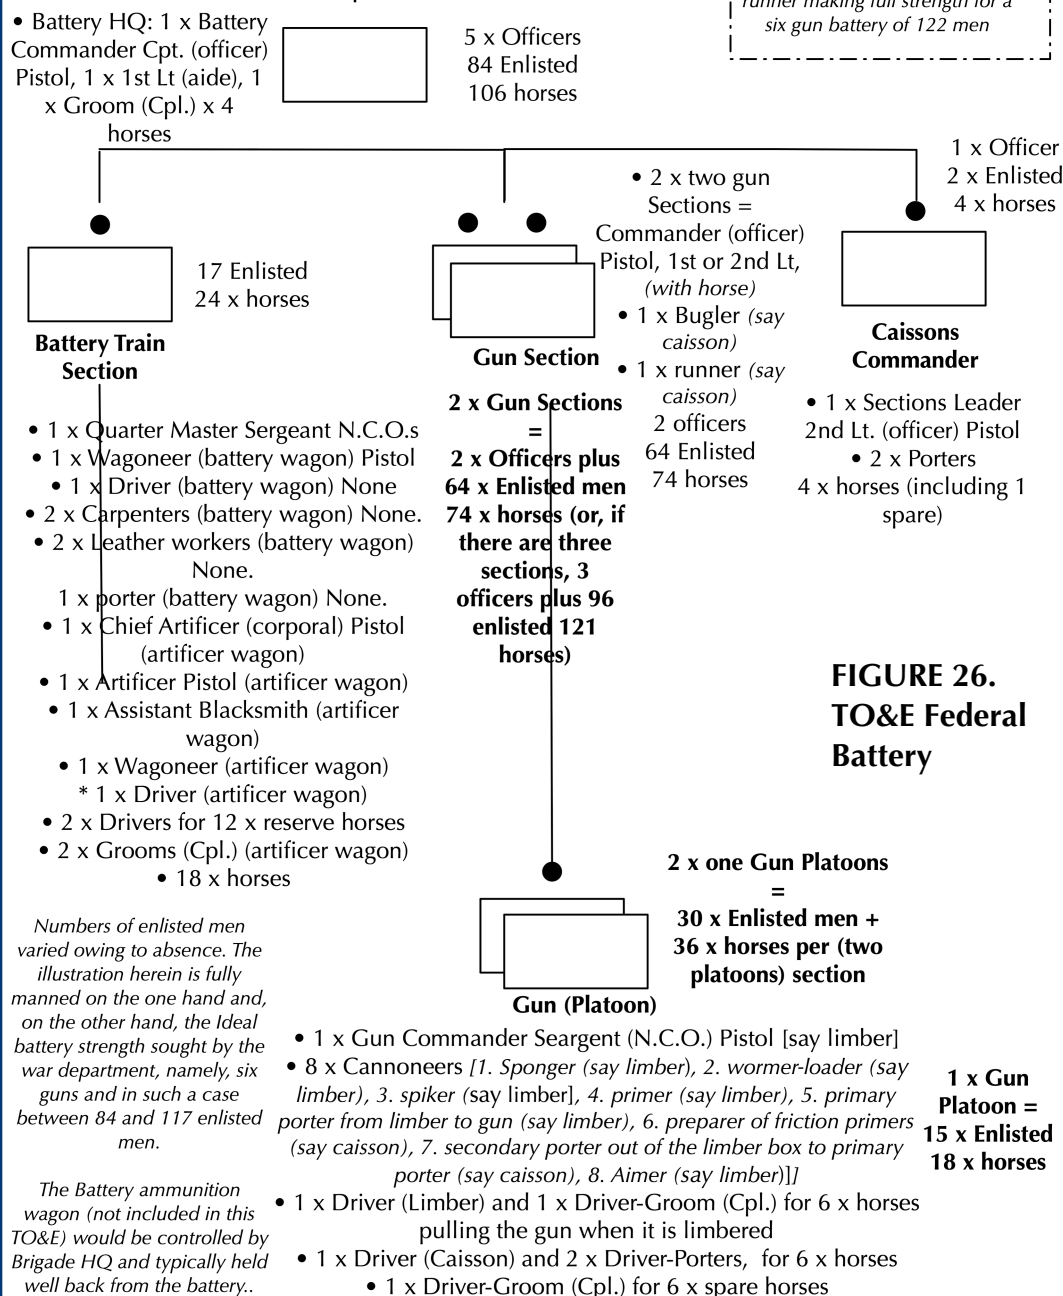 runner making full strength for a
six gun battery of 122 men
• Battery HQ: 1 x Battery
Commander Cpt. (officer)
Pistol, 1 x 1st Lt (aide), 1
x Groom (Cpl.) x 4
horses
5 x Officers
84 Enlisted
106 horses
1 x Officer
2 x Enlisted
4 x horses
17 Enlisted
24 x horses
Battery Train
Section
• 1 x Quarter Master Sergeant N.C.O.s
• 1 x Wagoneer (battery wagon) Pistol
• 1 x Driver (battery wagon) None
• 2 x Carpenters (battery wagon) None.
• 2 x Leather workers (battery wagon)
None.
1 x porter (battery wagon) None.
• 1 x Chief Artificer (corporal) Pistol
(artificer wagon)
• 1 x Artificer Pistol (artificer wagon)
• 1 x Assistant Blacksmith (artificer
wagon)
• 1 x Wagoneer (artificer wagon)
* 1 x Driver (artificer wagon)
• 2 x Drivers for 12 x reserve horses
• 2 x Grooms (Cpl.) (artificer wagon)
• 18 x horses
Gun Section
2 x Gun Sections
=
2 x Officers plus
64 x Enlisted men
74 x horses (or, if
there are three
sections, 3
officers plus 96
enlisted 121
horses)
• 2 x two gun
Sections =
Commander (officer)
Pistol, 1st or 2nd Lt,
(with horse)
• 1 x Bugler (say
caisson)
• 1 x runner (say
caisson)
2 officers
64 Enlisted
74 horses
Caissons
Commander
• 1 x Sections Leader
2nd Lt. (officer) Pistol
• 2 x Porters
4 x horses (including 1
spare)
FIGURE 26.
TO&E Federal
Battery
2 x one Gun Platoons
=
30 x Enlisted men +
36 x horses per (two
platoons) section
Gun (Platoon)
• 1 x Gun Commander Seargent (N.C.O.) Pistol [say limber]
• 8 x Cannoneers [1. Sponger (say limber), 2. wormer-loader (say
limber), 3. spiker (say limber], 4. primer (say limber), 5. primary
porter from limber to gun (say limber), 6. preparer of friction primers
(say caisson), 7. secondary porter out of the limber box to primary
porter (say caisson), 8. Aimer (say limber)]]
• 1 x Driver (Limber) and 1 x Driver-Groom (Cpl.) for 6 x horses
pulling the gun when it is limbered
• 1 x Driver (Caisson) and 2 x Driver-Porters, for 6 x horses
• 1 x Driver-Groom (Cpl.) for 6 x spare horses
1 x Gun
Platoon =
15 x Enlisted
18 x horses
Numbers of enlisted men
varied owing to absence. The
illustration herein is fully
manned on the one hand and,
on the other hand, the Ideal
battery strength sought by the
war department, namely, six
guns and in such a case
between 84 and 117 enlisted
men.
The Battery ammunition
wagon (not included in this
TO&E) would be controlled by
Brigade HQ and typically held
well back from the battery..